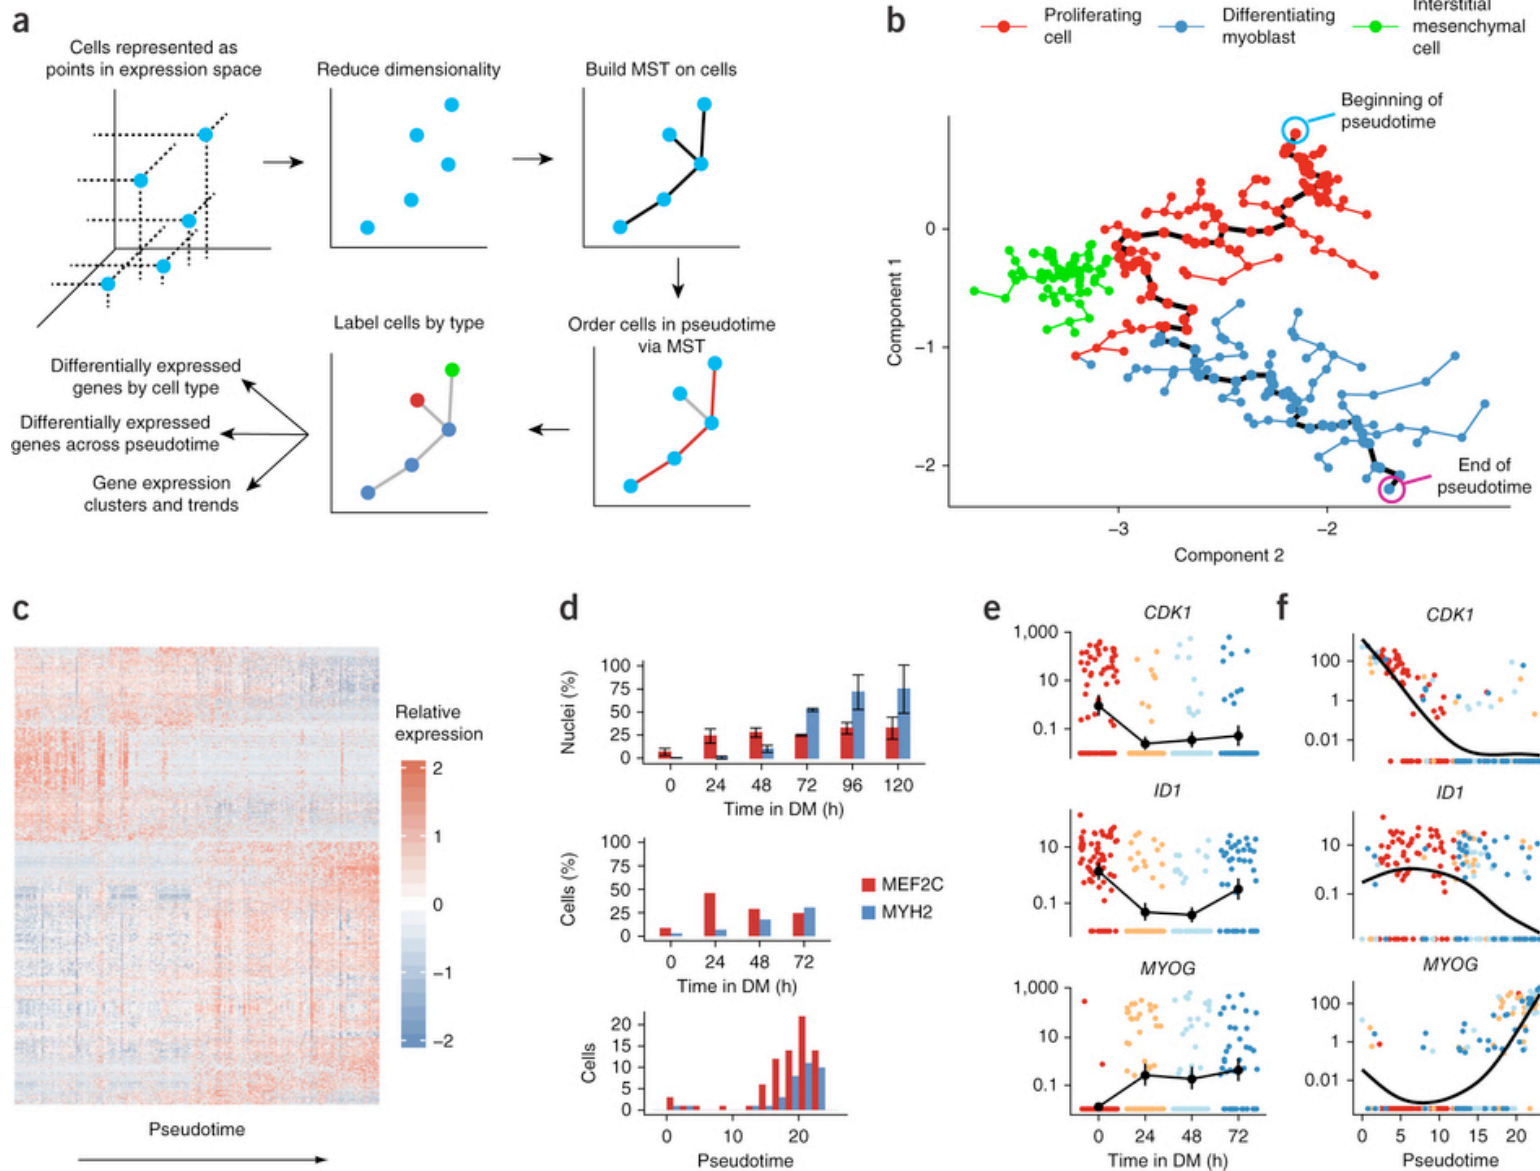 a
Cells represented as
points in expression space
Reduce dimensionality
Build MST on cells
Label cells by type
Order cells in pseudotime
via MST
Differentially expressed
genes by cell type
Differentially expressed
genes across pseudotime
Gene expression
clusters and trends
b
Proliferating
cell
Differentiating
myoblast
Interstitial
mesenchymal
cell
Beginning of
pseudotime
End of
pseudotime
Component 1
0
−1
−2
−3
−2
Component 2
c
Relative
expression
2
1
0
−1
−2
Pseudotime
d
Nuclei (%)
100
75
50
25
0
0 24 48 72 96 120
Time in DM (h)
Cells (%)
100
75
50
25
0
0 24 48 72
Time in DM (h)
MEF2C
MYH2
Cells
20
15
10
5
0
0 10 20
Pseudotime
e
CDK1
1,000
10
0.1
ID1
10
0.1
MYOG
1,000
10
0.1
0 24 48 72
Time in DM (h)
f
CDK1
100
1
0.01
ID1
10
0.1
MYOG
100
1
0.01
0 5 10 15 20
Pseudotime